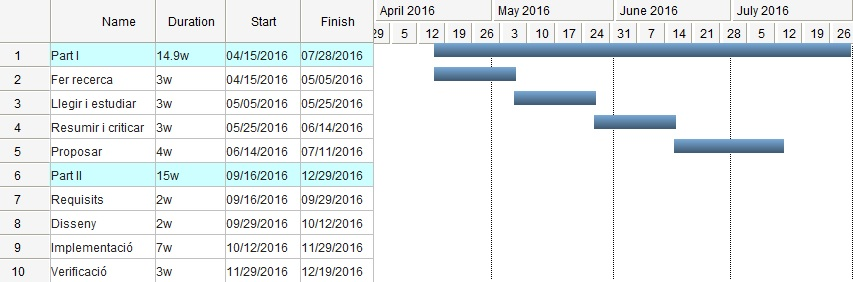 April 2016 May 2016 June 2016 July 2016
Name Duration Start Finish
29 5 12 19 26 3 10 17 24 31 7 14 21 28 5 12 19 26
1 Part I 14.9w 04/15/2016 07/28/2016
2 Fer recerca 3w 04/15/2016 05/05/2016
3 Llegir i estudiar 3w 05/05/2016 05/25/2016
4 Resumir i criticar 3w 05/25/2016 06/14/2016
5 Proposar 4w 06/14/2016 07/11/2016
6 Part II 15w 09/16/2016 12/29/2016
7 Requisits 2w 09/16/2016 09/29/2016
8 Disseny 2w 09/29/2016 10/12/2016
9 Implementació 7w 10/12/2016 11/29/2016
10 Verificació 3w 11/29/2016 12/19/2016